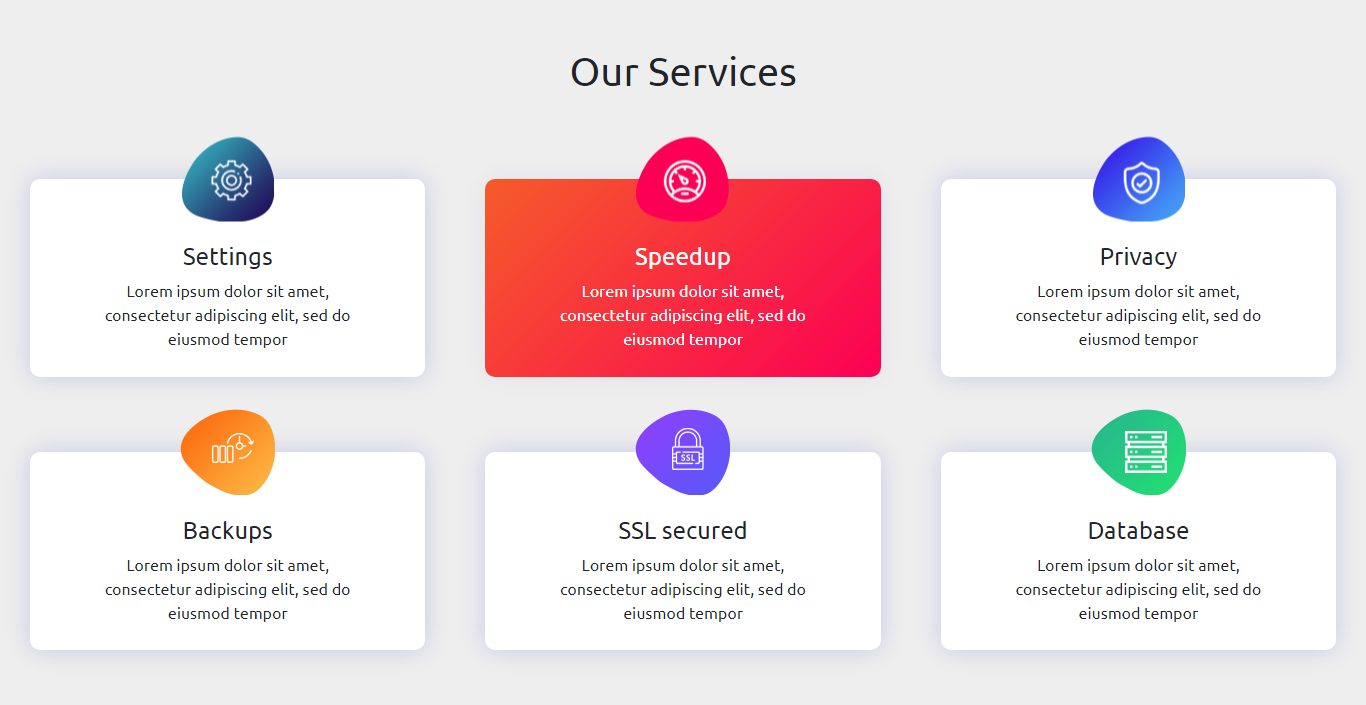 Our Services
Settings
Lorem ipsum dolor sit amet,
consectetur adipiscing elit, sed do
eiusmod tempor
Speedup
Lorem ipsum dolor sit amet,
consectetur adipiscing elit, sed do
eiusmod tempor
Privacy
Lorem ipsum dolor sit amet,
consectetur adipiscing elit, sed do
eiusmod tempor
Backups
Lorem ipsum dolor sit amet,
consectetur adipiscing elit, sed do
eiusmod tempor
SSL
SSL secured
Lorem ipsum dolor sit amet,
consectetur adipiscing elit, sed do
eiusmod tempor
Database
Lorem ipsum dolor sit amet,
consectetur adipiscing elit, sed do
eiusmod tempor